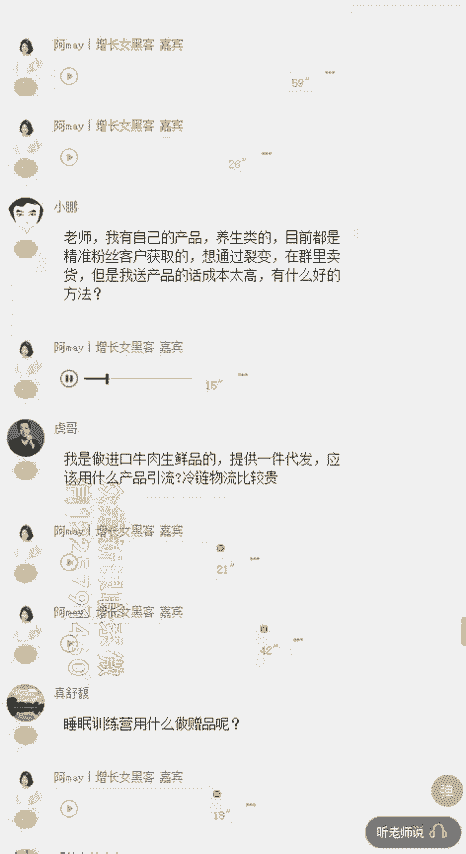 阿may｜增长女黑客 嘉宾
59"
阿may｜增长女黑客 嘉宾
26"
小鹏
老师，我有自己的产品，养生类的，目前都是
精准粉丝客户获取的，想通过裂变，在群里卖
货，但是我送产品的话成本太高，有什么好的
方法？
阿may｜增长女黑客 嘉宾
15"
虎哥
我是做进口牛肉生鲜品的，提供一件代发，应
该用什么产品引流?冷链物流比较贵
阿may｜增长女黑客 嘉宾
21"
阿may｜增长女黑客 嘉宾
42"
真舒馥
睡眠训练营用什么做赠品呢？
阿may｜增长女黑客 嘉宾
18"
听老师说